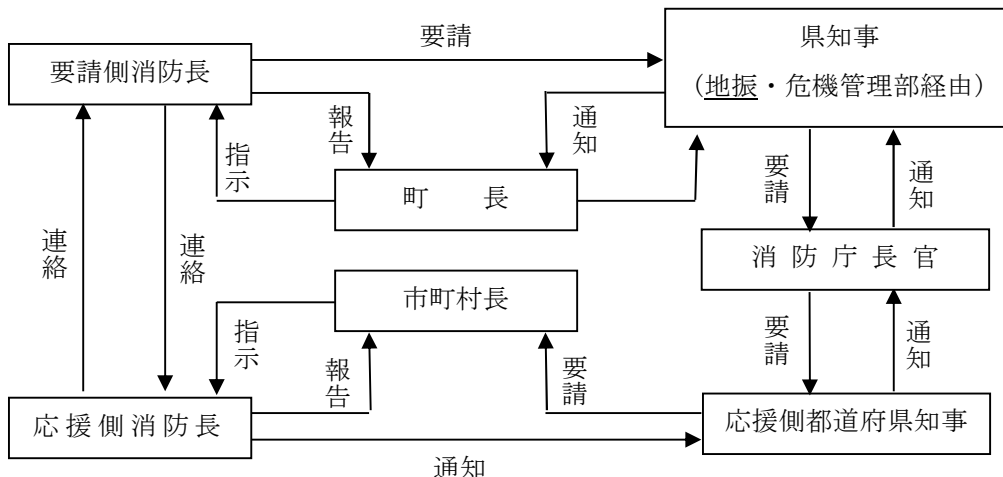 要請
県知事
(地振・危機管理部経由)
要請側消防長
報告
通知
指示
町　　長
要請
通知
連絡
連絡
消防庁長官
市町村長
指示
報告
要請
要請
通知
応援側消防長
応援側都道府県知事
通知